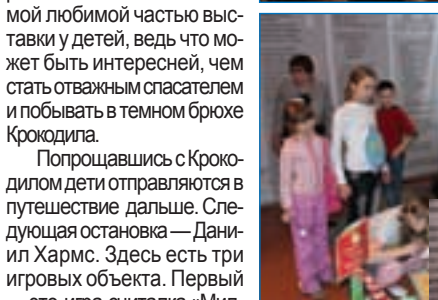 мой любимой частью выс-
тавки у детей, ведь что мо-
жет быть интересней, чем
стать отважным спасателем
и побывать в темном брюхе
Крокодила.
Попрощавшись с Кроко-
дилом дети отправляются в
путешествие дальше. Сле-
дующая остановка — Дани-
ил Хармс. Здесь есть три
игровых объекта. Первый